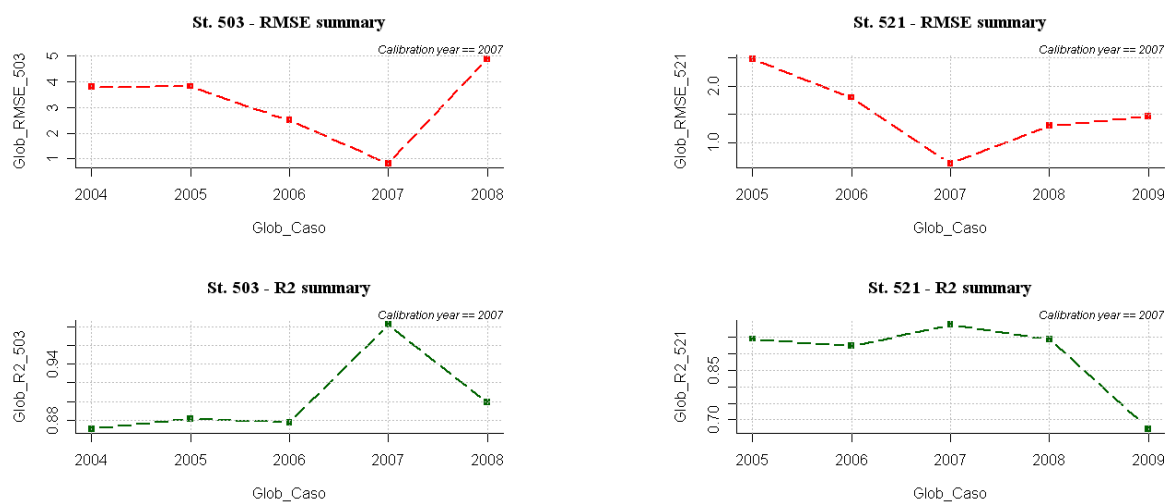 St. 503 - RMSE summary
Calibration year == 2007
Glob_RMSE_503
5
4
3
2
1
2004 2005 2006 2007 2008
Glob_Caso
St. 521 - RMSE summary
Calibration year == 2007
Glob_RMSE_521
2.0
1.0
2005 2006 2007 2008 2009
Glob_Caso
St. 503 - R2 summary
Calibration year == 2007
Glob_R2_503
0.94
0.88
2004 2005 2006 2007 2008
Glob_Caso
St. 521 - R2 summary
Calibration year == 2007
Glob_R2_521
0.85
0.70
2005 2006 2007 2008 2009
Glob_Caso